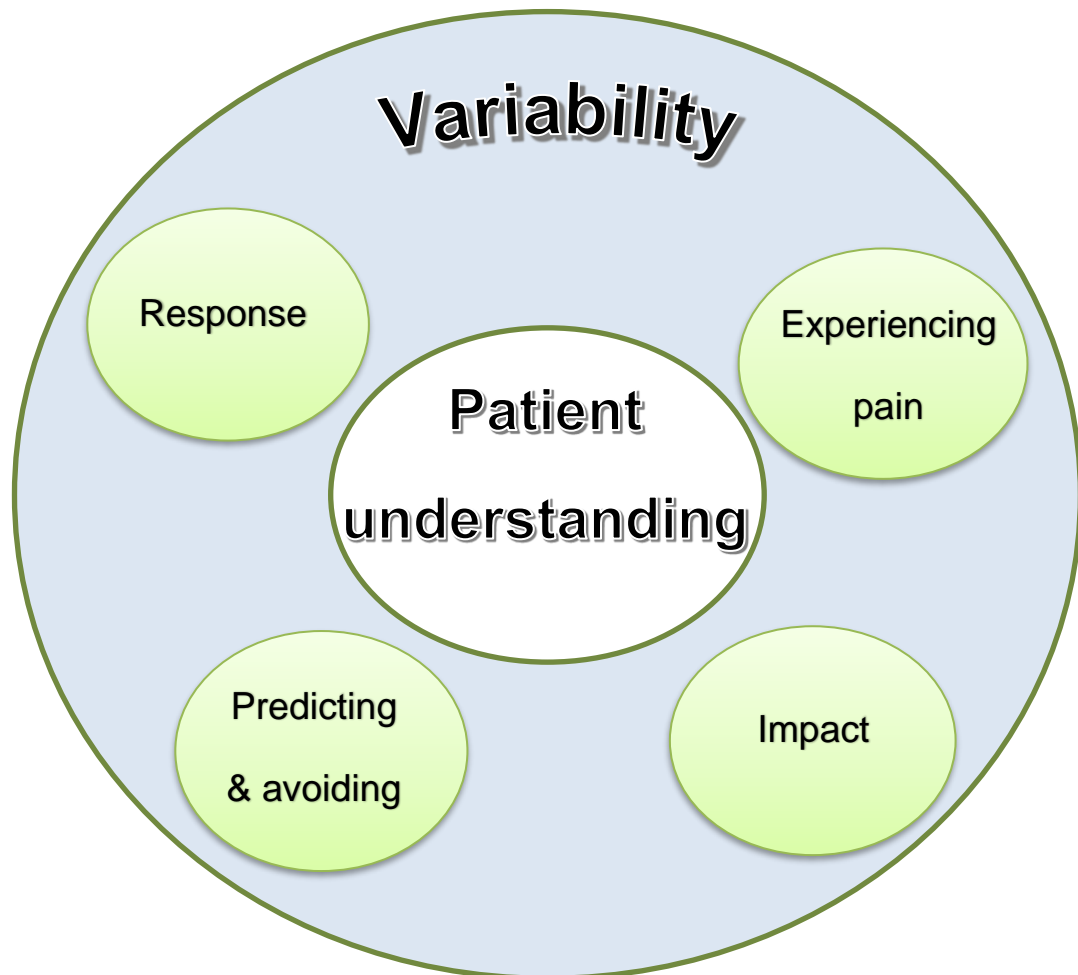 Variability
Response
Experiencing
pain
Patient
understanding
Predicting
& avoiding
Impact